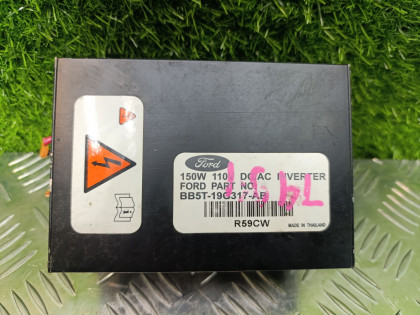 Ford
150W 110V DC/AC INVERTER
FORD PART NO.
BB5T-19G317-AB
R59CW
MADE IN THAILAND